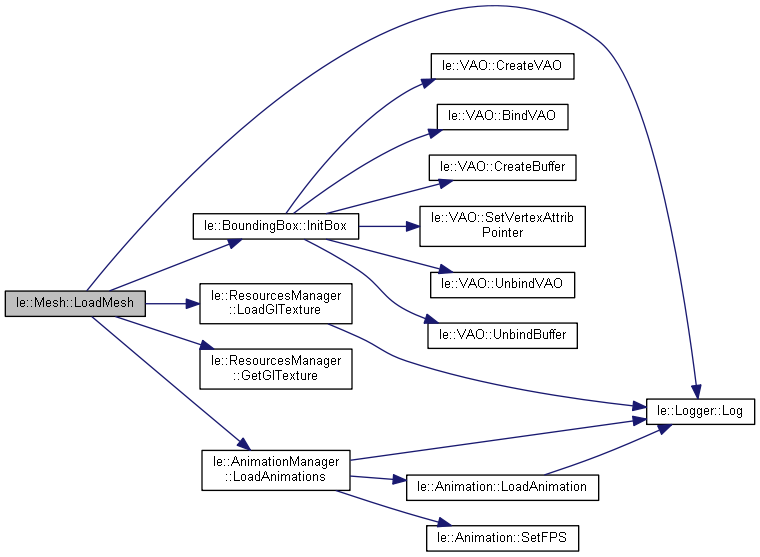 le::Mesh::LoadMesh
le::BoundingBox::InitBox
le::ResourcesManager
::LoadGlTexture
le::ResourcesManager
::GetGlTexture
le::AnimationManager
::LoadAnimations
le::VAO::CreateVAO
le::VAO::BindVAO
le::VAO::CreateBuffer
le::VAO::SetVertexAttrib
Pointer
le::VAO::UnbindVAO
le::VAO::UnbindBuffer
le::Animation::LoadAnimation
le::Animation::SetFPS
le::Logger::Log